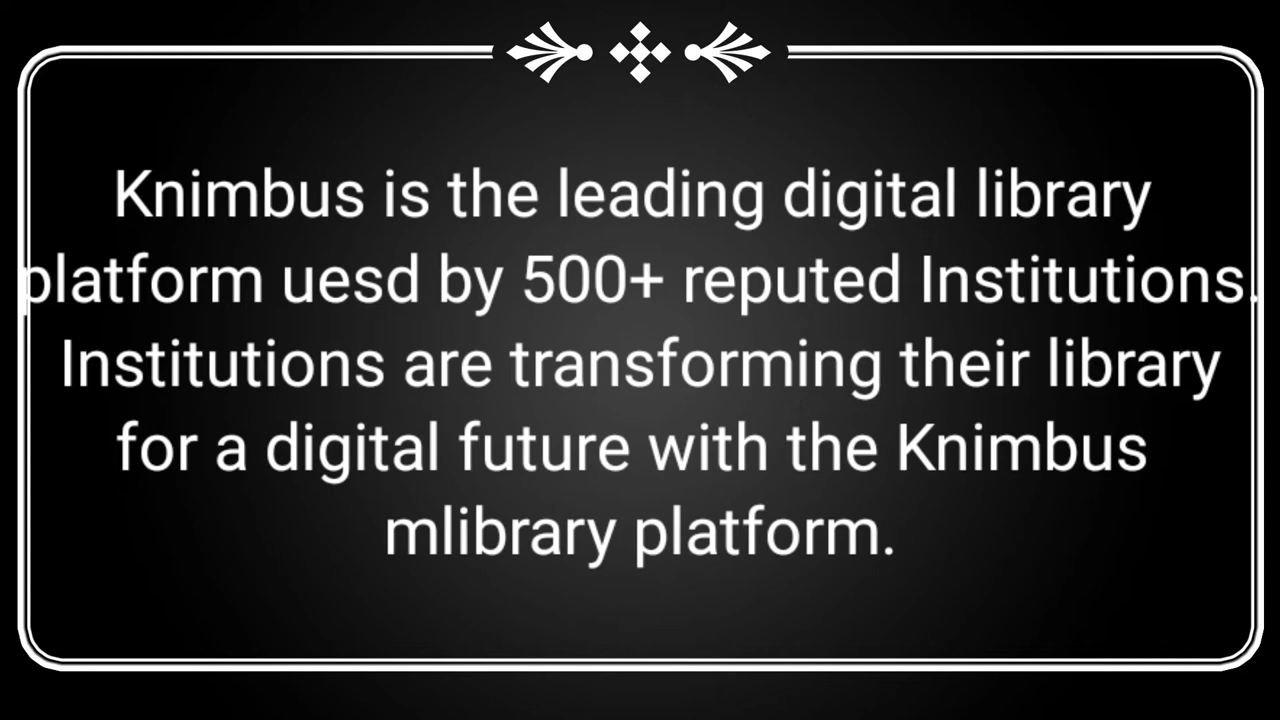 Knimbus is the leading digital library
platform uesd by 500+ reputed Institutions.
Institutions are transforming their library
for a digital future with the Knimbus
mlibrary platform.